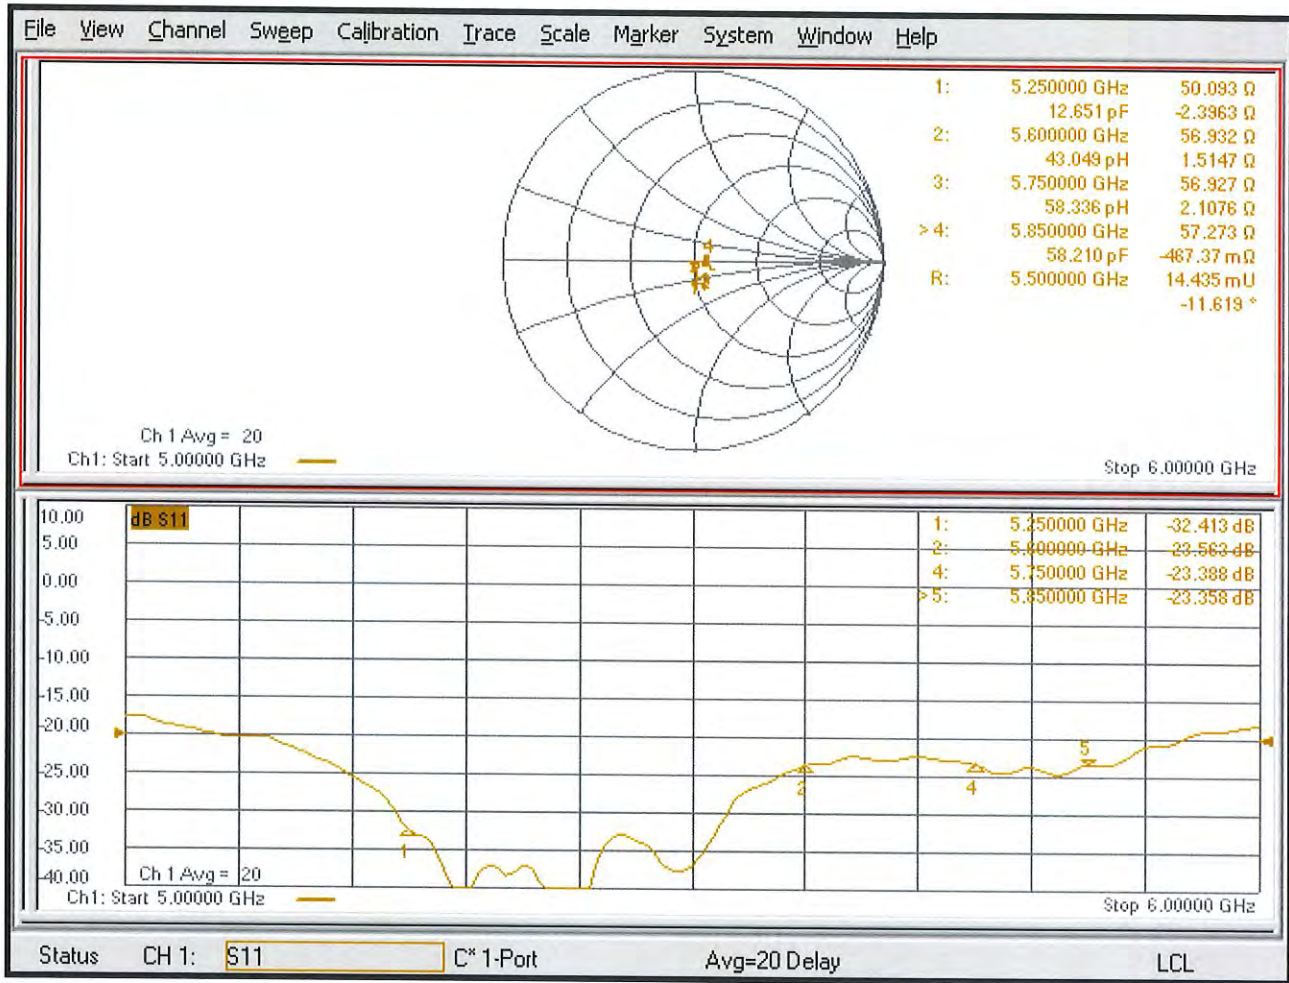 File View Channel Sweep Calibration Trace Scale Marker System Window Help
1: 5.250000 GHz 50.093 Ω
12.651 pF -2.3963 Ω
2: 5.600000 GHz 56.932 Ω
43.049 pH 1.5147 Ω
3: 5.750000 GHz 56.927 Ω
58.336 pH 2.1076 Ω
>4: 5.850000 GHz 57.273 Ω
58.210 pF -467.37 mΩ
R: 5.500000 GHz 14.435 mU
-11.619 °
Ch 1 Avg = 20
Ch1: Start 5.00000 GHz
Stop 6.00000 GHz
dB S11
10.00
5.00
0.00
-5.00
-10.00
-15.00
-20.00
-25.00
-30.00
-35.00
-40.00
1: 5.250000 GHz -32.413 dB
2: 5.600000 GHz -23.563 dB
4: 5.750000 GHz -23.388 dB
>5: 5.850000 GHz -23.358 dB
1
2
4
5
Ch 1 Avg = 20
Ch1: Start 5.00000 GHz
Stop 6.00000 GHz
Status CH 1: S11 C* 1-Port Avg=20 Delay LCL